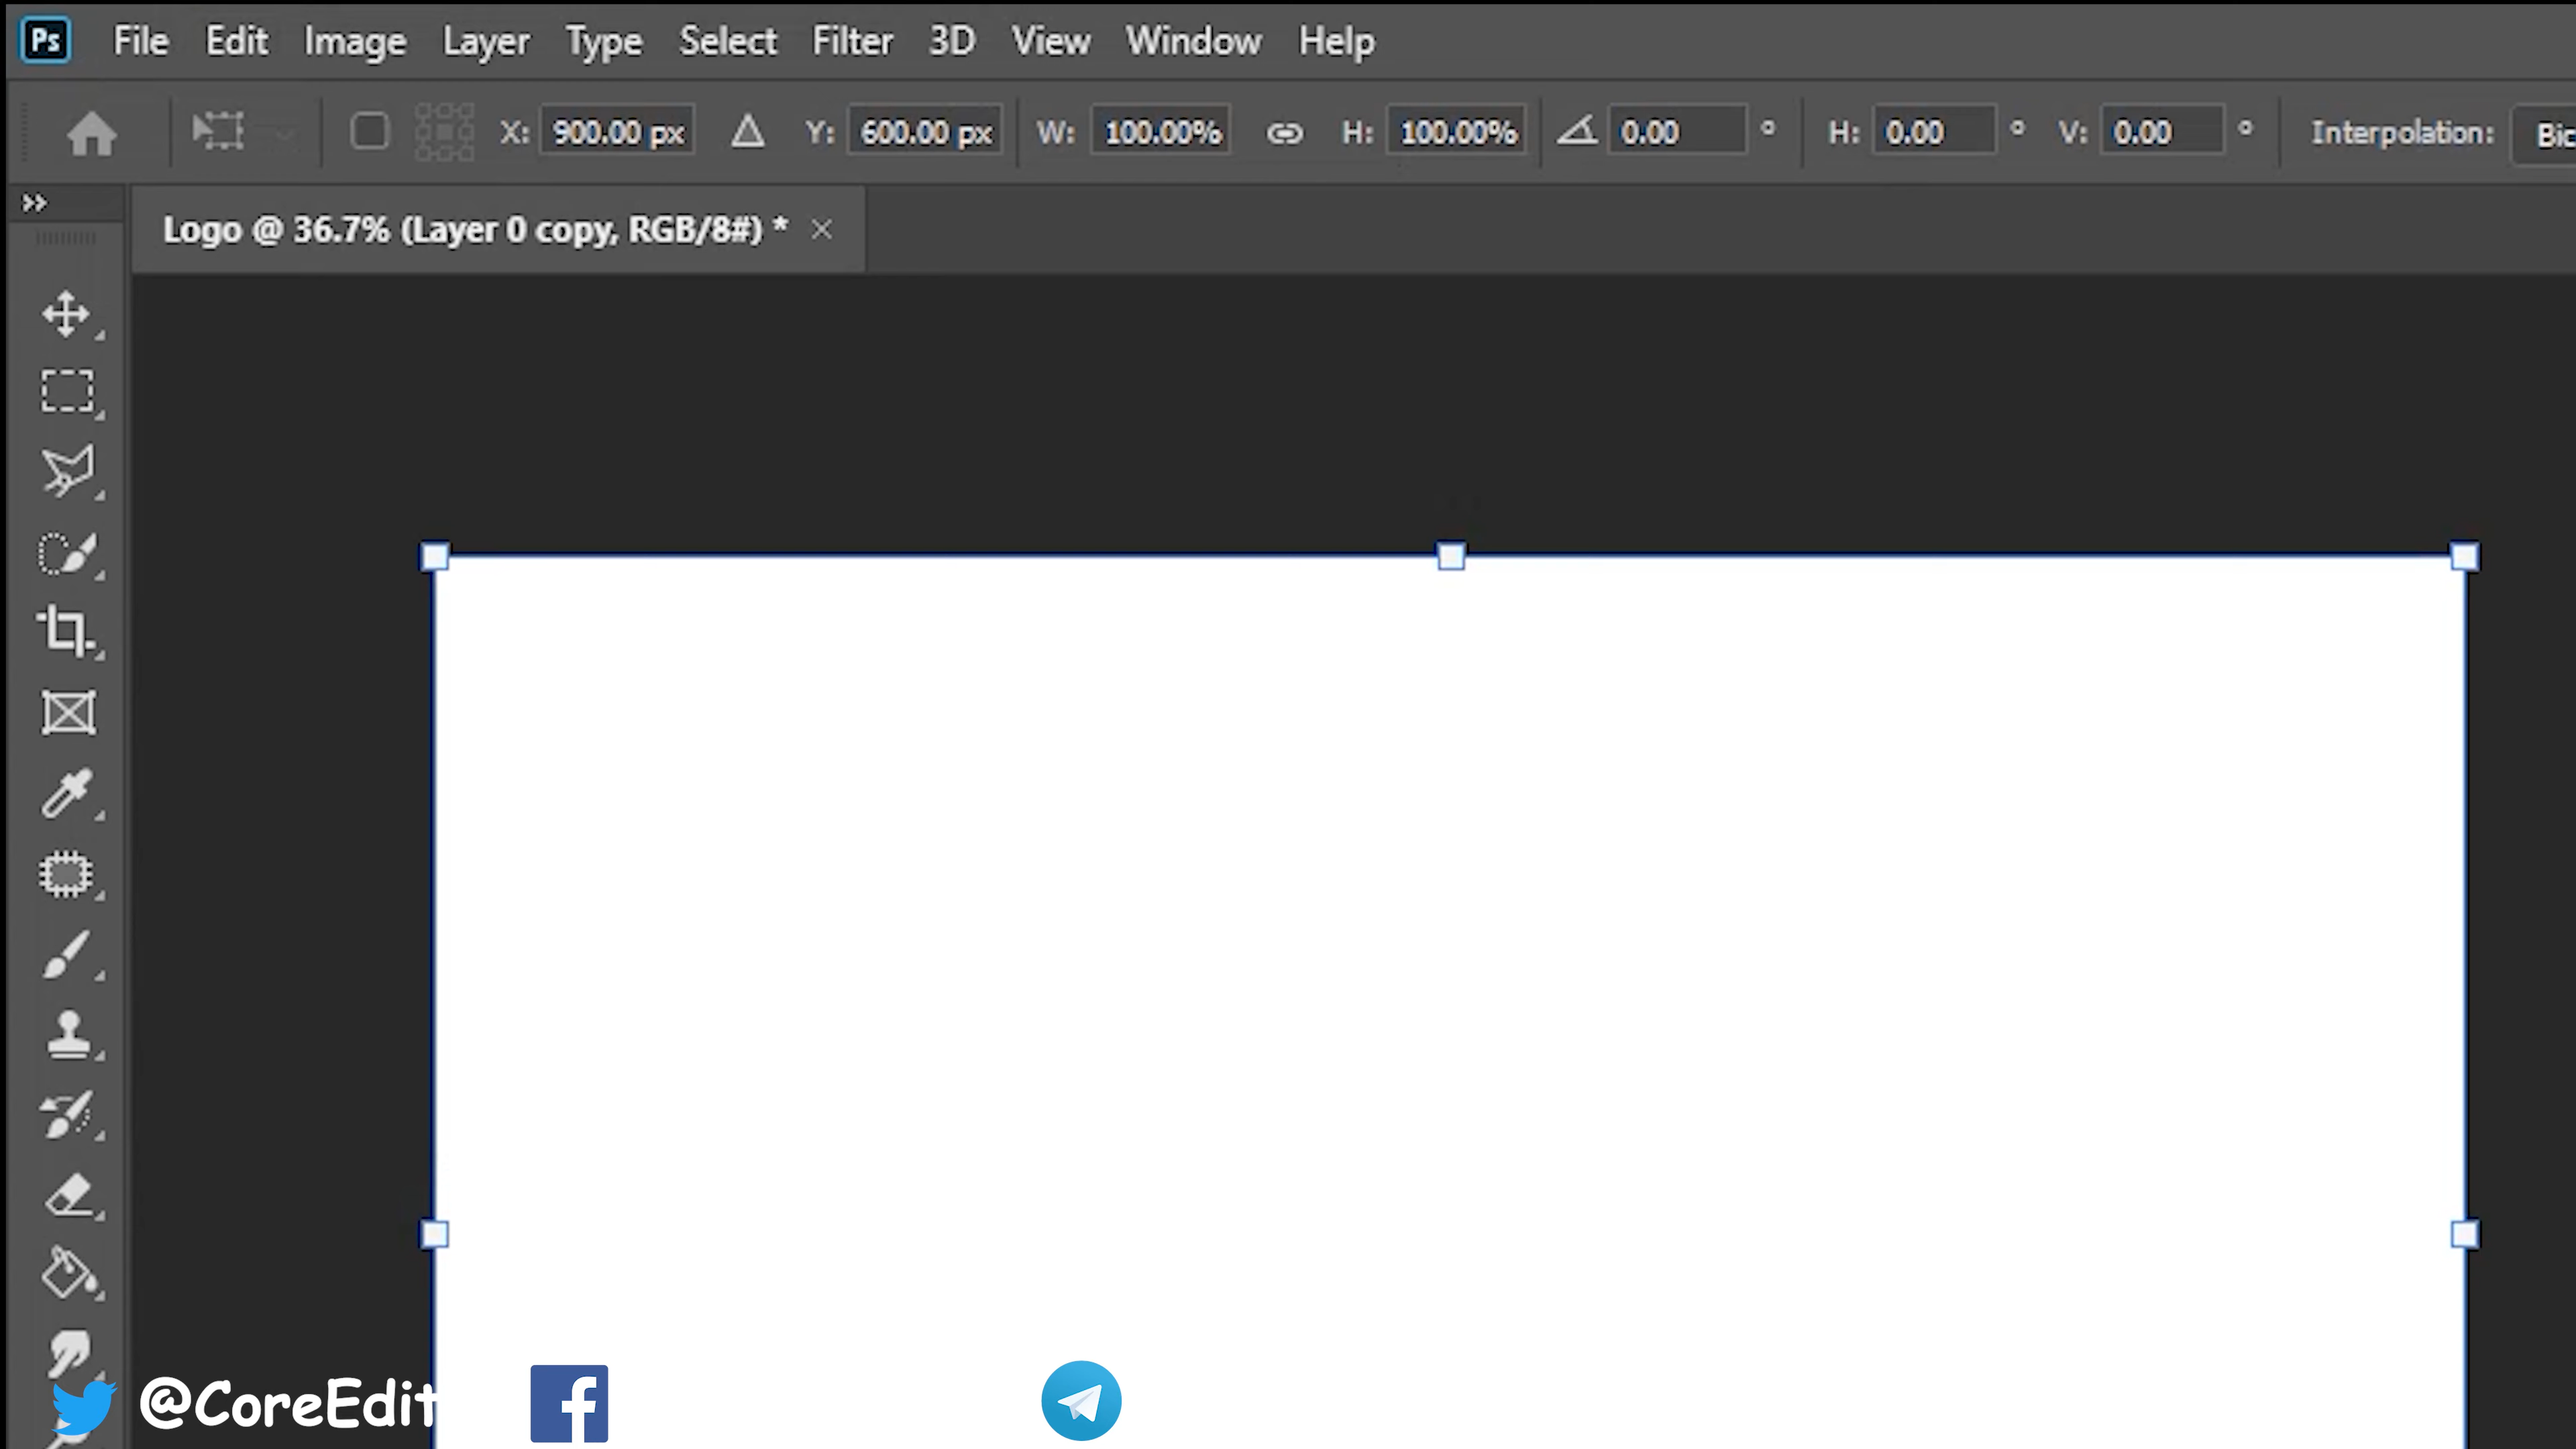 Ps File Edit Image Layer Type Select Filter 3D View Window Help
X: 900.00 px Y: 600.00 px W: 100.00% H: 100.00% 0.00 ° H: 0.00 ° V: 0.00 ° Interpolation: Bic
Logo @ 36.7% (Layer 0 copy, RGB/8#) *
@CoreEdit